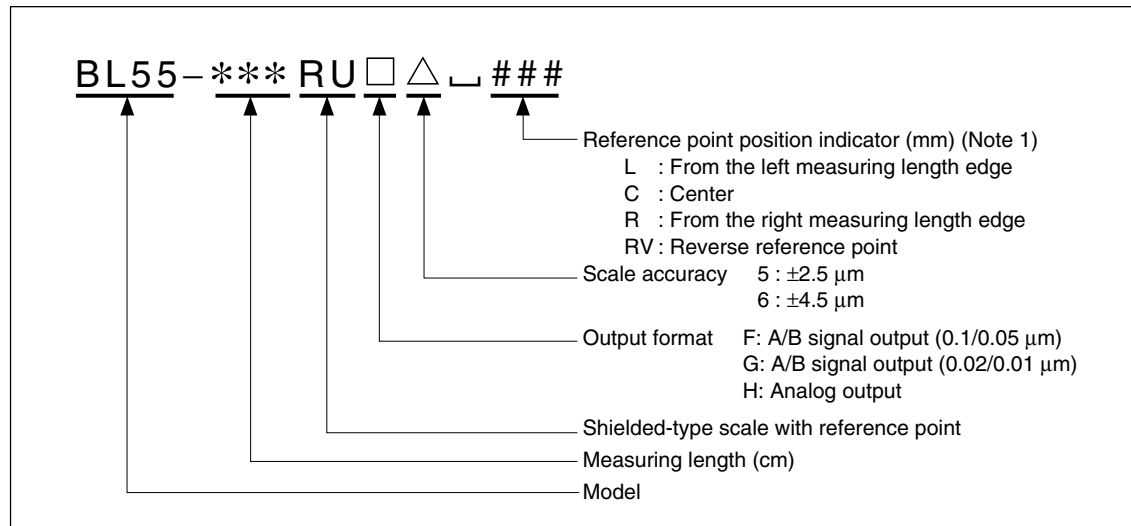 BL55–***RU□△⎵###
Reference point position indicator (mm) (Note 1)
L : From the left measuring length edge
C : Center
R : From the right measuring length edge
RV : Reverse reference point
Scale accuracy 5 : ±2.5 μm
6 : ±4.5 μm
Output format F: A/B signal output (0.1/0.05 μm)
G: A/B signal output (0.02/0.01 μm)
H: Analog output
Shielded-type scale with reference point
Measuring length (cm)
Model